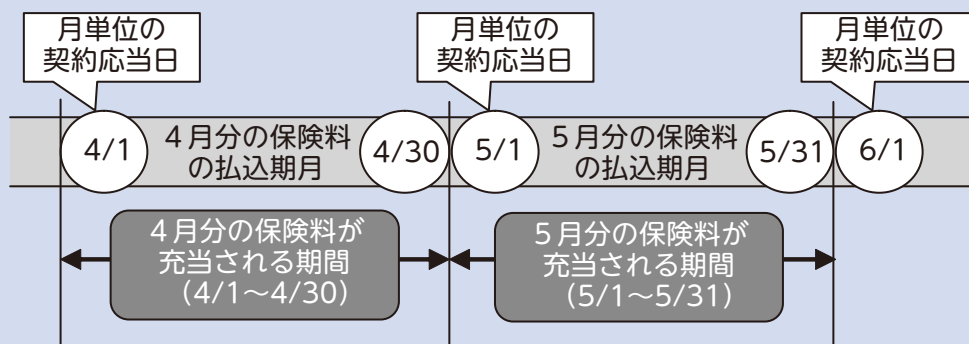 月単位の
契約応当日
月単位の
契約応当日
月単位の
契約応当日
4/1
4月分の保険料
の払込期月
4/30
5/1
5月分の保険料
の払込期月
5/31
6/1
4月分の保険料が
充当される期間
（4/1～4/30）
5月分の保険料が
充当される期間
（5/1～5/31）